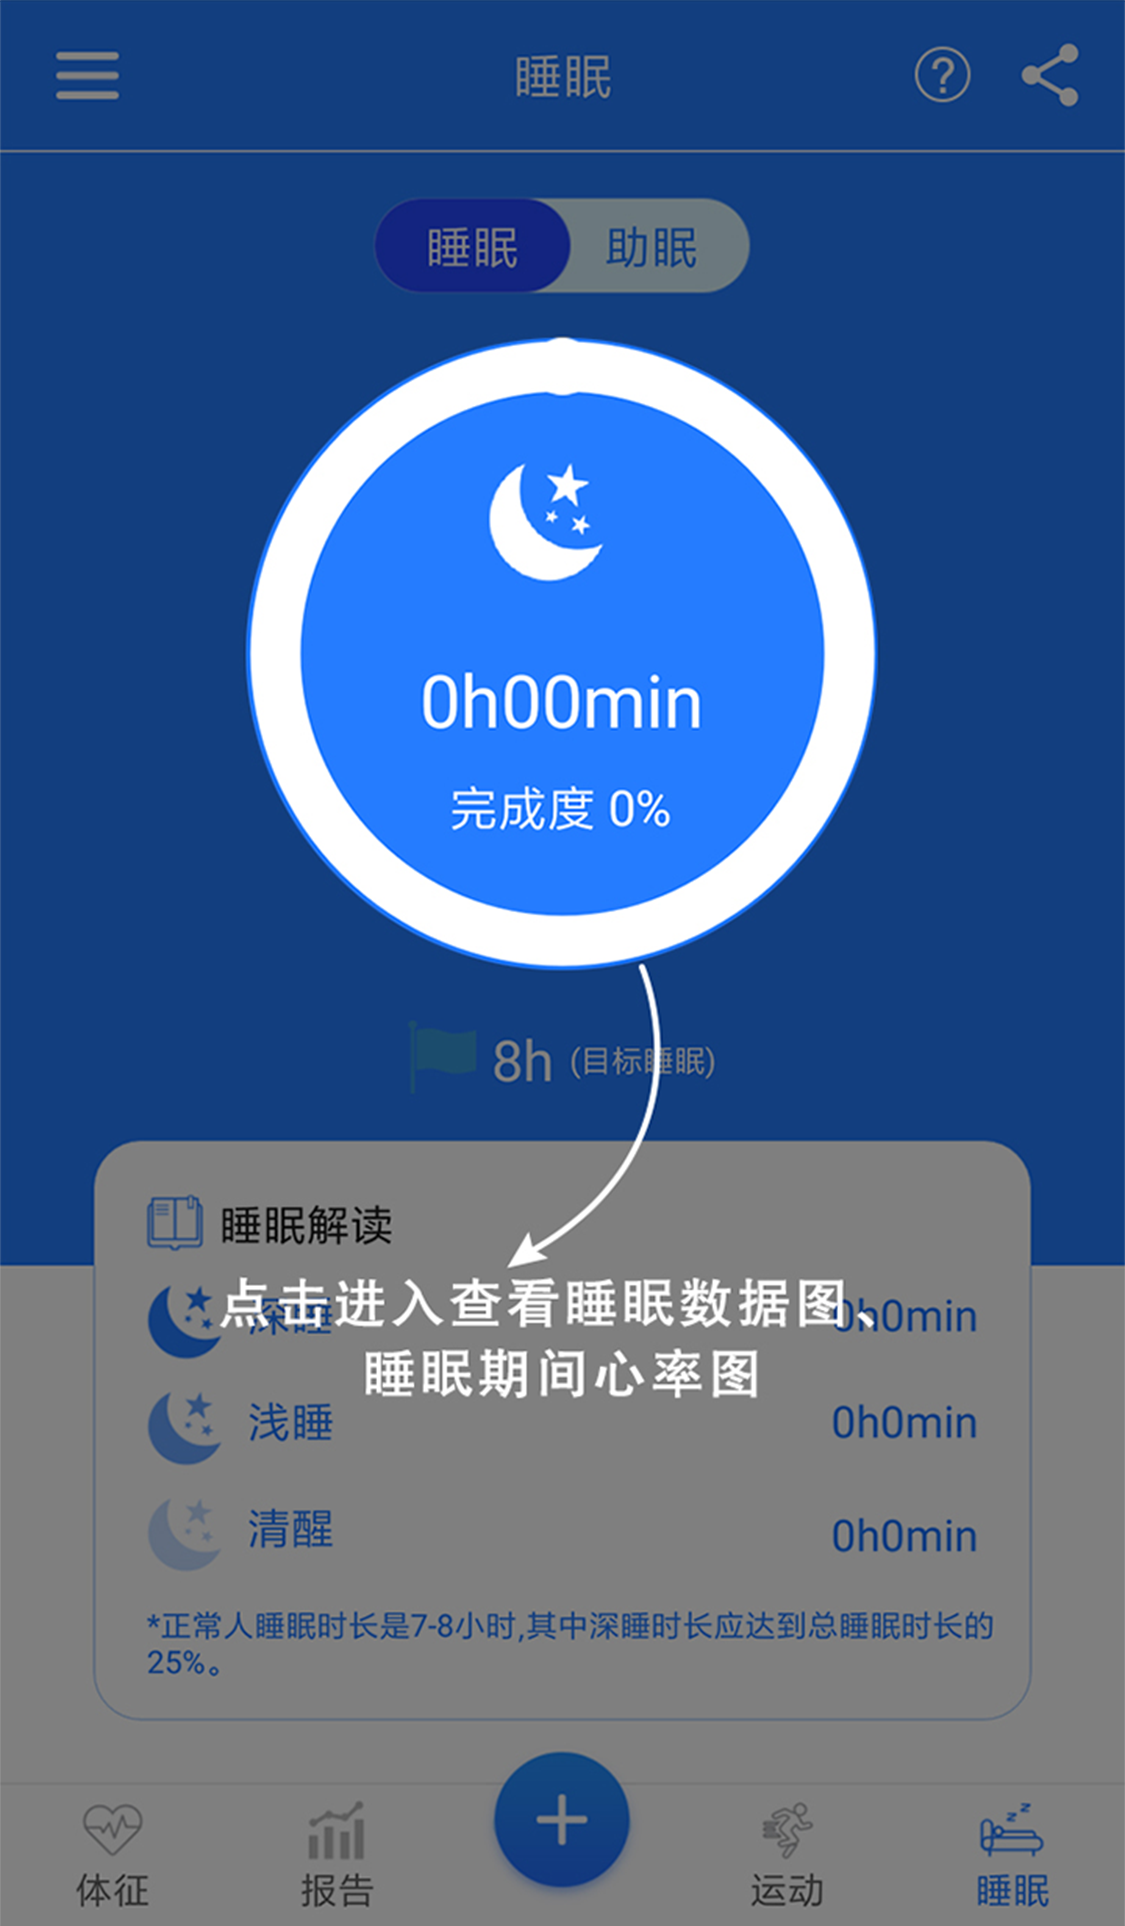 睡眠
睡眠 助眠
0h00min
完成度 0%
8h (目标睡眠)
睡眠解读
点击进入查看睡眠数据图、
睡眠期间心率图
深睡 0h0min
浅睡 0h0min
清醒 0h0min
*正常人睡眠时长是7-8小时,其中深睡时长应达到总睡眠时长的
25%。
体征 报告 运动 睡眠